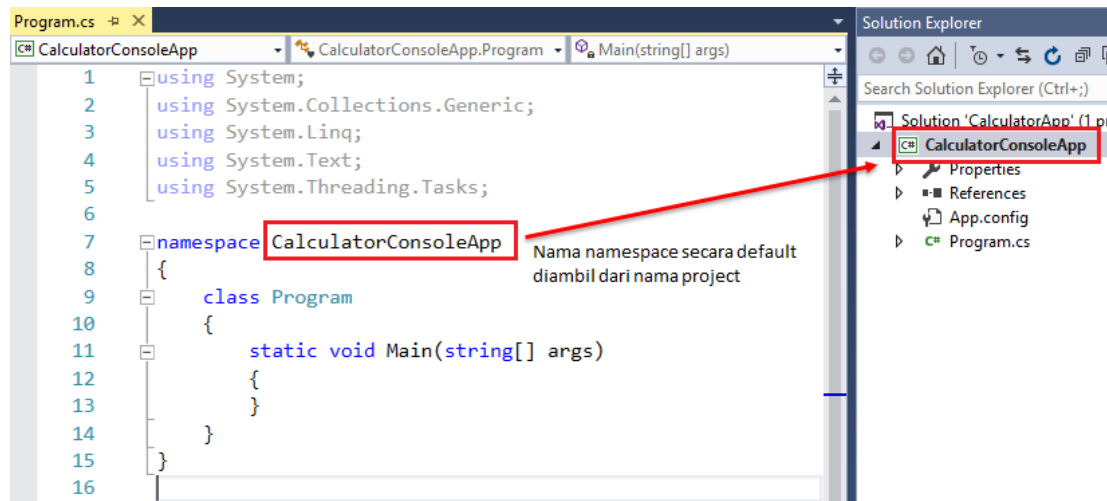 Program.cs
CalculatorConsoleApp
CalculatorConsoleApp.Program
Main(string[] args)
1 using System;
2 using System.Collections.Generic;
3 using System.Linq;
4 using System.Text;
5 using System.Threading.Tasks;
6
7 namespace CalculatorConsoleApp
8 {
9 class Program
10 {
11 static void Main(string[] args)
12 {
13 }
14 }
15 }
16
Nama namespace secara default
diambil dari nama project
Solution Explorer
Search Solution Explorer (Ctrl+;)
Solution 'CalculatorApp' (1 p
C# CalculatorConsoleApp
Properties
References
App.config
C# Program.cs